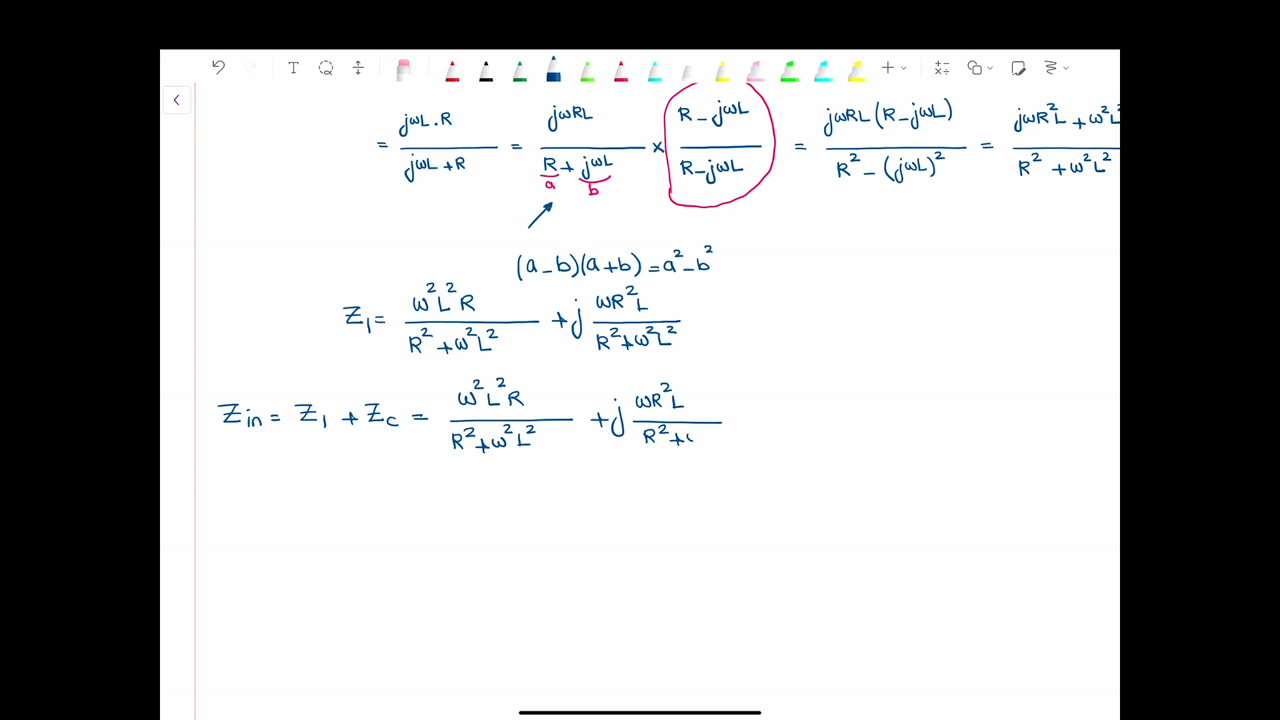 = jωL.R / jωL+R = jωRL / R + jωL × R - jωL / R-jωL = jωRL (R-jωL) / R² - (jωL)² = jωR²L + ω²L² / R² + ω²L²
a b
(a-b)(a+b) = a²-b²
Z₁ = ω²L²R / R²+ω²L² + j ωR²L / R²+ω²L²
Zin = Z₁ + Zc = ω²L²R / R²+ω²L² + j ωR²L / R²+